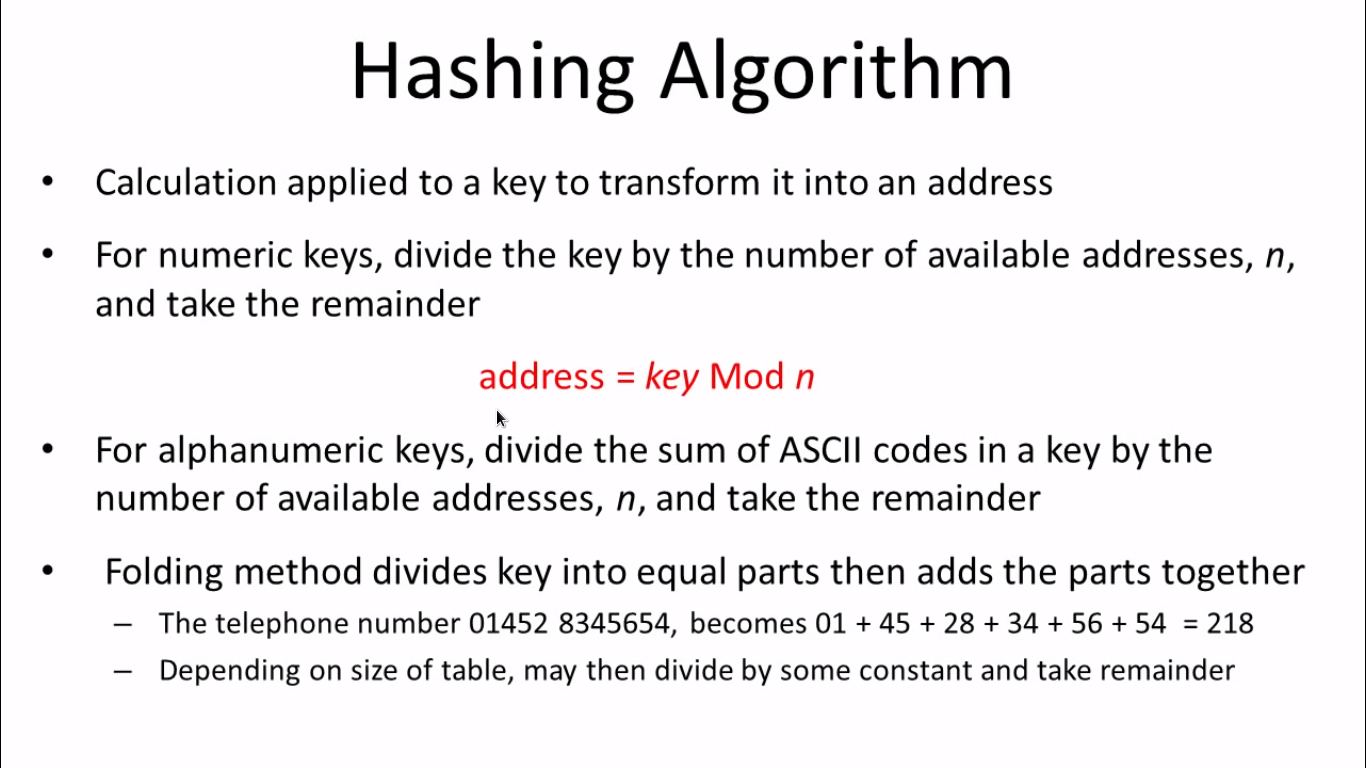 Hashing Algorithm
• Calculation applied to a key to transform it into an address
• For numeric keys, divide the key by the number of available addresses, n,
and take the remainder
address = key Mod n
• For alphanumeric keys, divide the sum of ASCII codes in a key by the
number of available addresses, n, and take the remainder
• Folding method divides key into equal parts then adds the parts together
– The telephone number 01452 8345654, becomes 01 + 45 + 28 + 34 + 56 + 54 = 218
– Depending on size of table, may then divide by some constant and take remainder